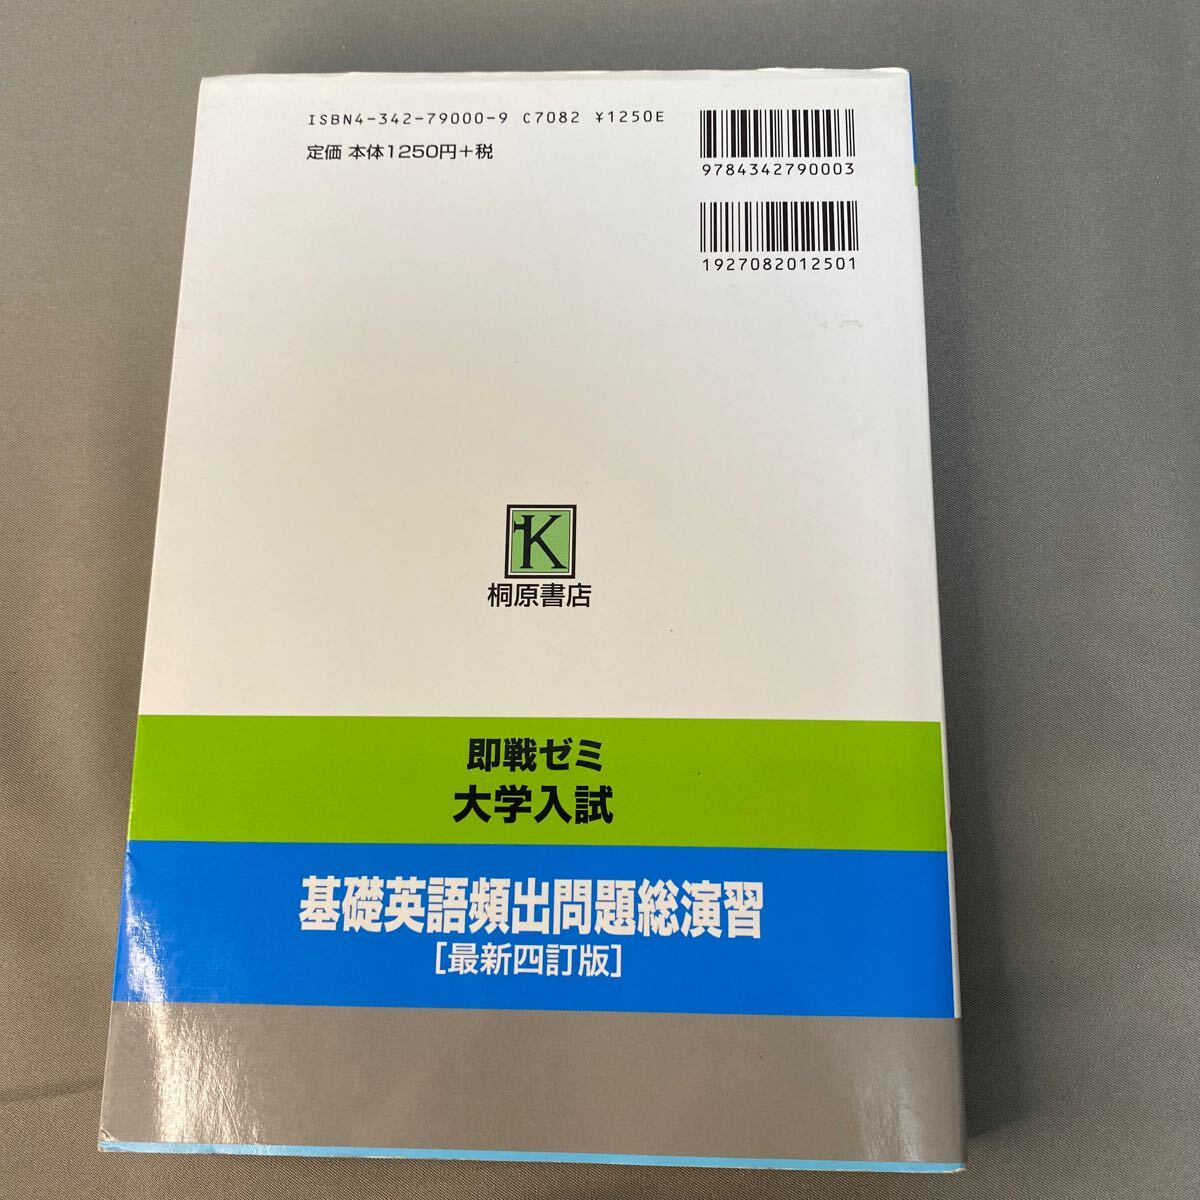 ISBN4-342-79000-9 C7082 ¥1250E
定価 本体1250円+税
9784342790003
1927082012501
K
桐原書店
即戦ゼミ
大学入試
基礎英語頻出問題総演習
[最新四訂版]